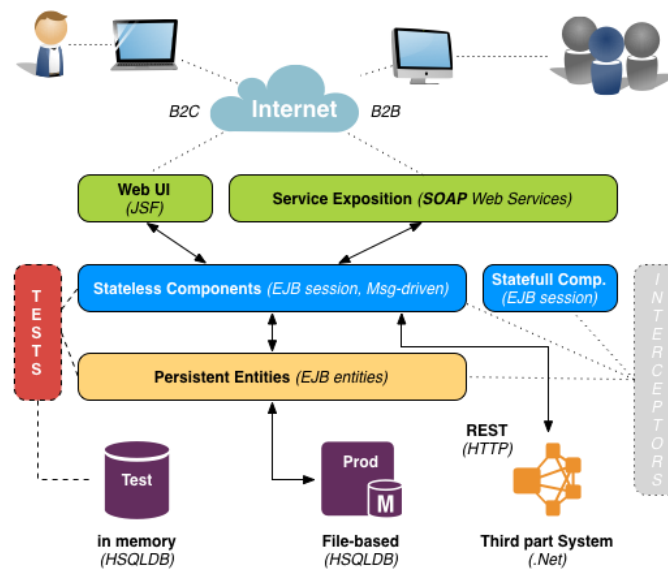 B2C
Internet
B2B
Web UI
(JSF)
Service Exposition (SOAP Web Services)
TESTS
Stateless Components (EJB session, Msg-driven)
Statefull Comp.
(EJB session)
INTERCEPTORS
Persistent Entities (EJB entities)
REST
(HTTP)
Test
Prod
M
in memory
(HSQLDB)
File-based
(HSQLDB)
Third part System
(.Net)